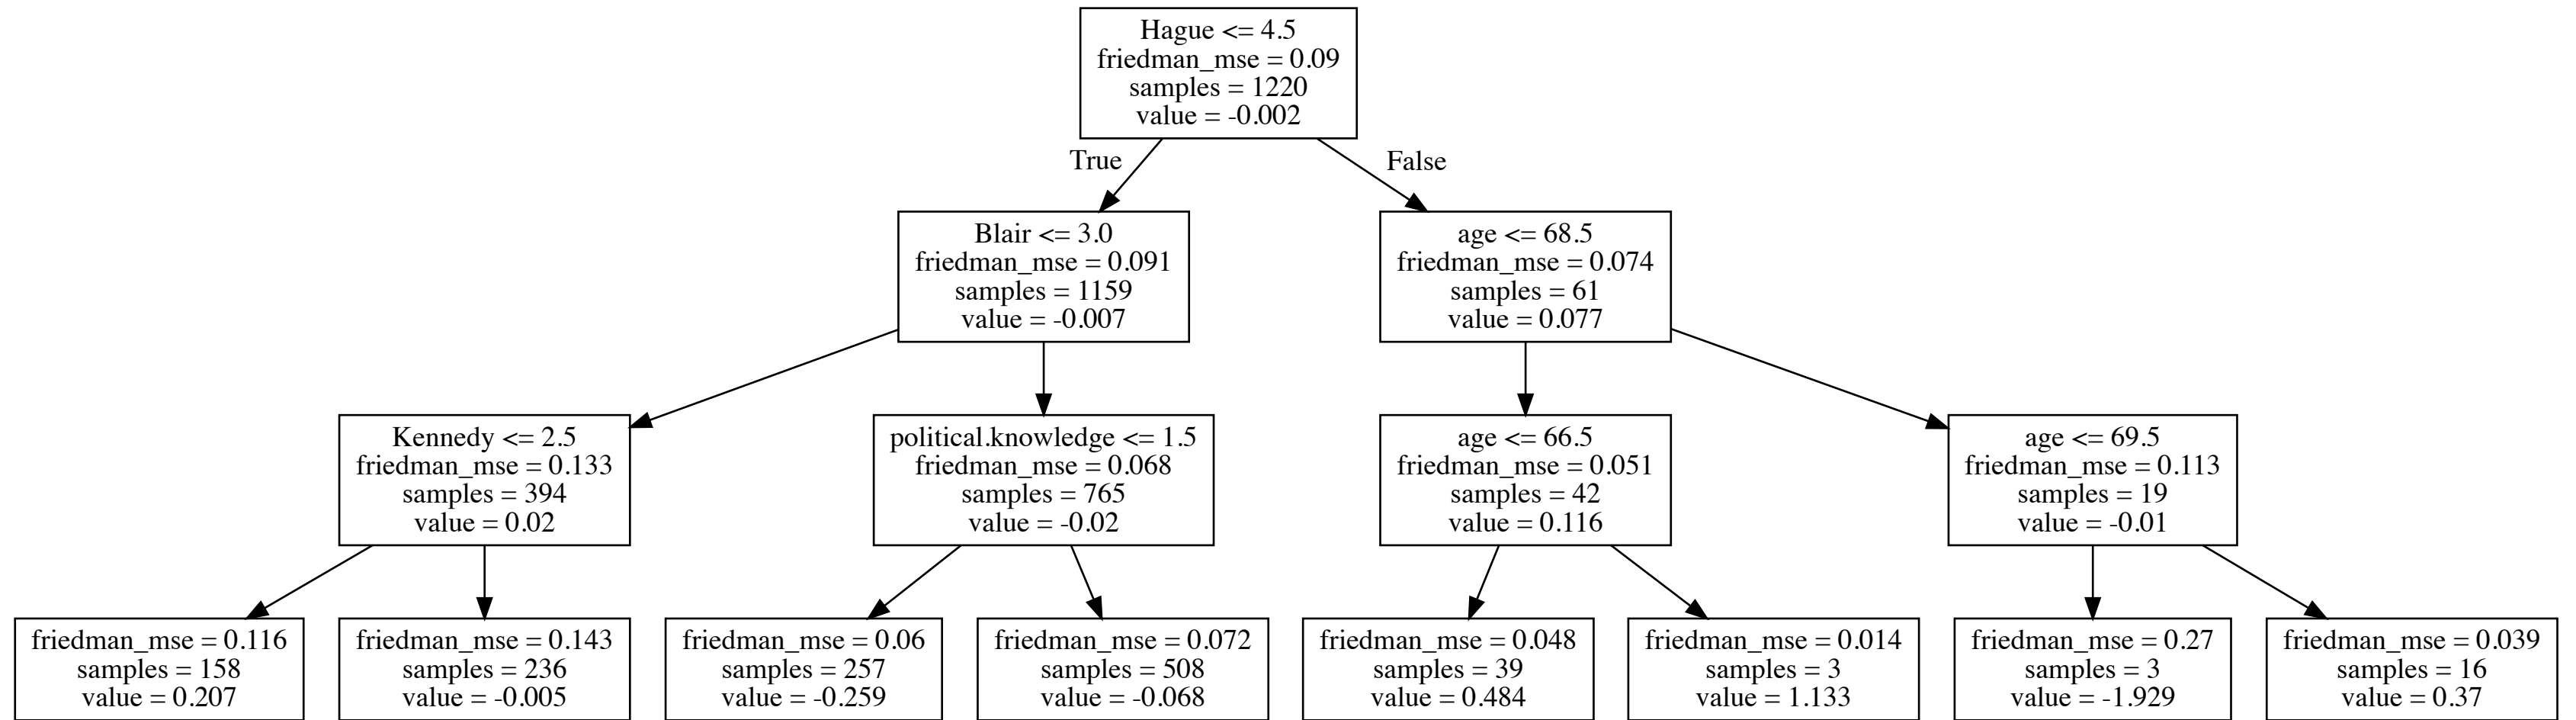 Hague <= 4.5
friedman_mse = 0.09
samples = 1220
value = -0.002
True
False
Blair <= 3.0
friedman_mse = 0.091
samples = 1159
value = -0.007
age <= 68.5
friedman_mse = 0.074
samples = 61
value = 0.077
Kennedy <= 2.5
friedman_mse = 0.133
samples = 394
value = 0.02
political.knowledge <= 1.5
friedman_mse = 0.068
samples = 765
value = -0.02
age <= 66.5
friedman_mse = 0.051
samples = 42
value = 0.116
age <= 69.5
friedman_mse = 0.113
samples = 19
value = -0.01
friedman_mse = 0.116
samples = 158
value = 0.207
friedman_mse = 0.143
samples = 236
value = -0.005
friedman_mse = 0.06
samples = 257
value = -0.259
friedman_mse = 0.072
samples = 508
value = -0.068
friedman_mse = 0.048
samples = 39
value = 0.484
friedman_mse = 0.014
samples = 3
value = 1.133
friedman_mse = 0.27
samples = 3
value = -1.929
friedman_mse = 0.039
samples = 16
value = 0.37